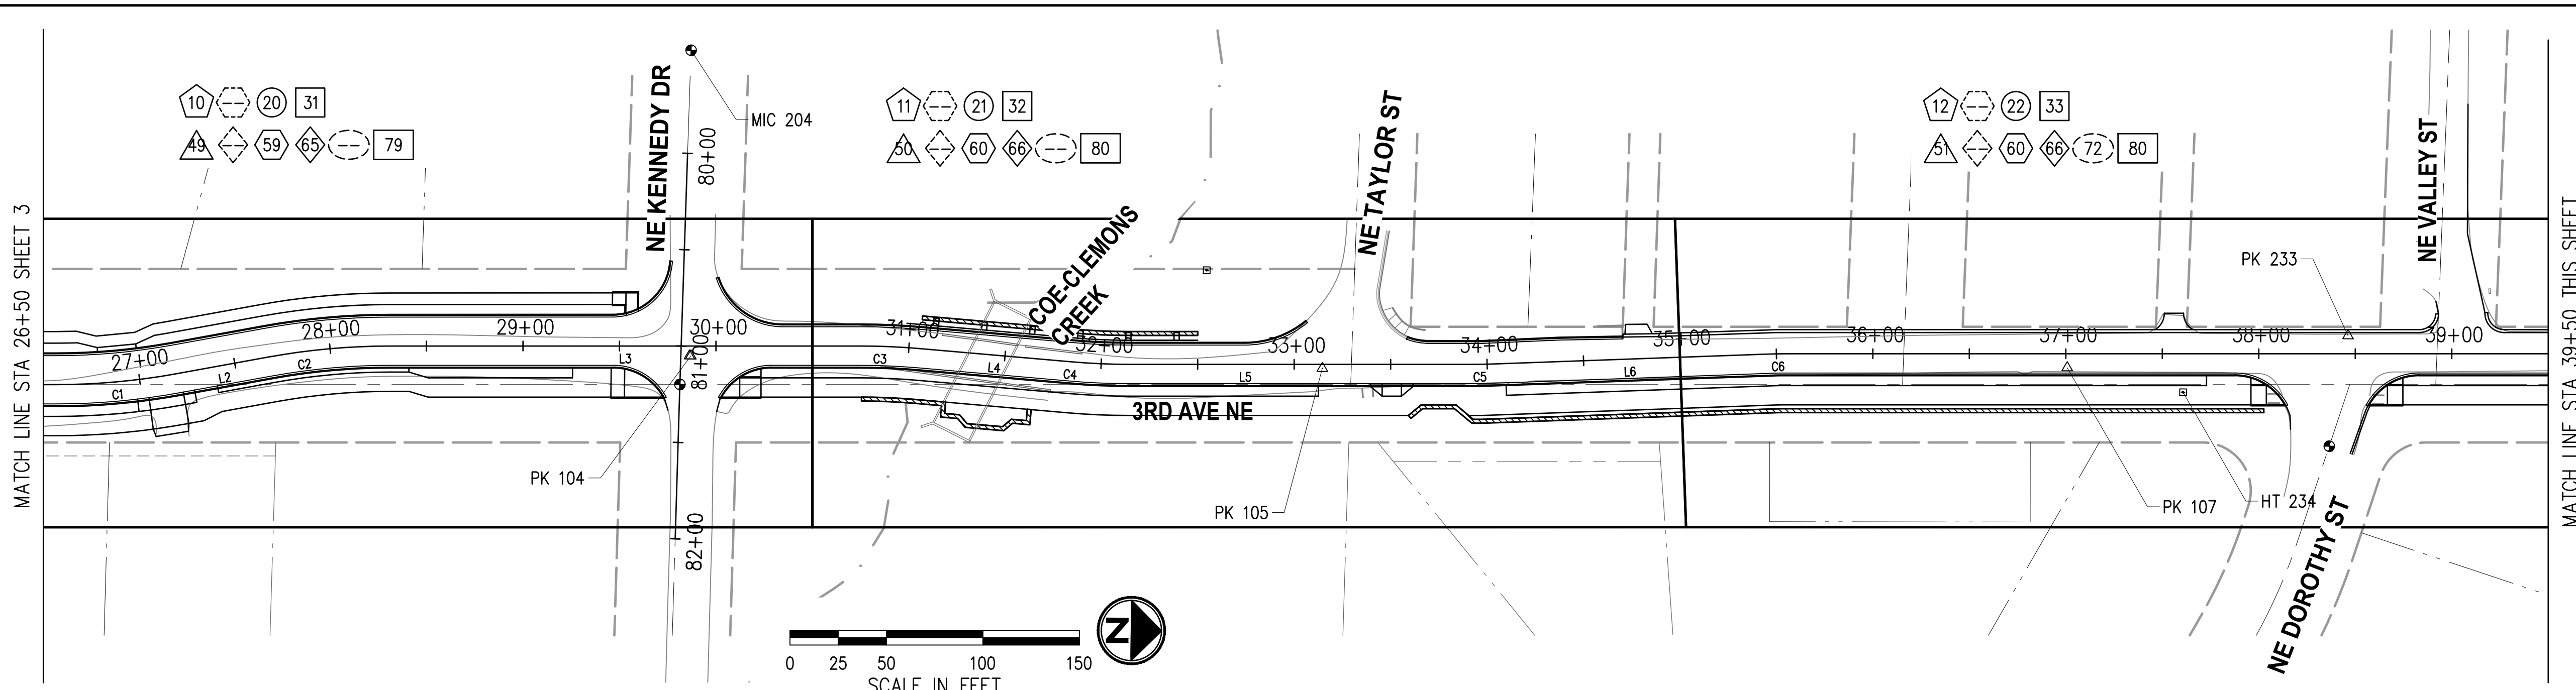 MATCH LINE STA 26+50 SHEET 3
10 -- 20 31
49 -- 59 65 -- 79
NE KENNEDY DR
MIC 204
80+00
11 -- 21 32
50 -- 60 66 -- 80
COE-CLEMONS
CREEK
NE TAYLOR ST
12 -- 22 33
51 -- 60 66 72 80
NE VALLEY ST
PK 233
27+00
28+00
29+00
30+00
31+00
32+00
33+00
34+00
35+00
36+00
37+00
38+00
39+00
C1
L2
C2
L3
81+00
C3
L4
C4
L5
C5
L6
C6
3RD AVE NE
PK 104
PK 105
PK 107
HT 234
82+00
NE DOROTHY ST
N
0 25 50 100 150
SCALE IN FEET
MATCH LINE STA 39+50 THIS SHEET